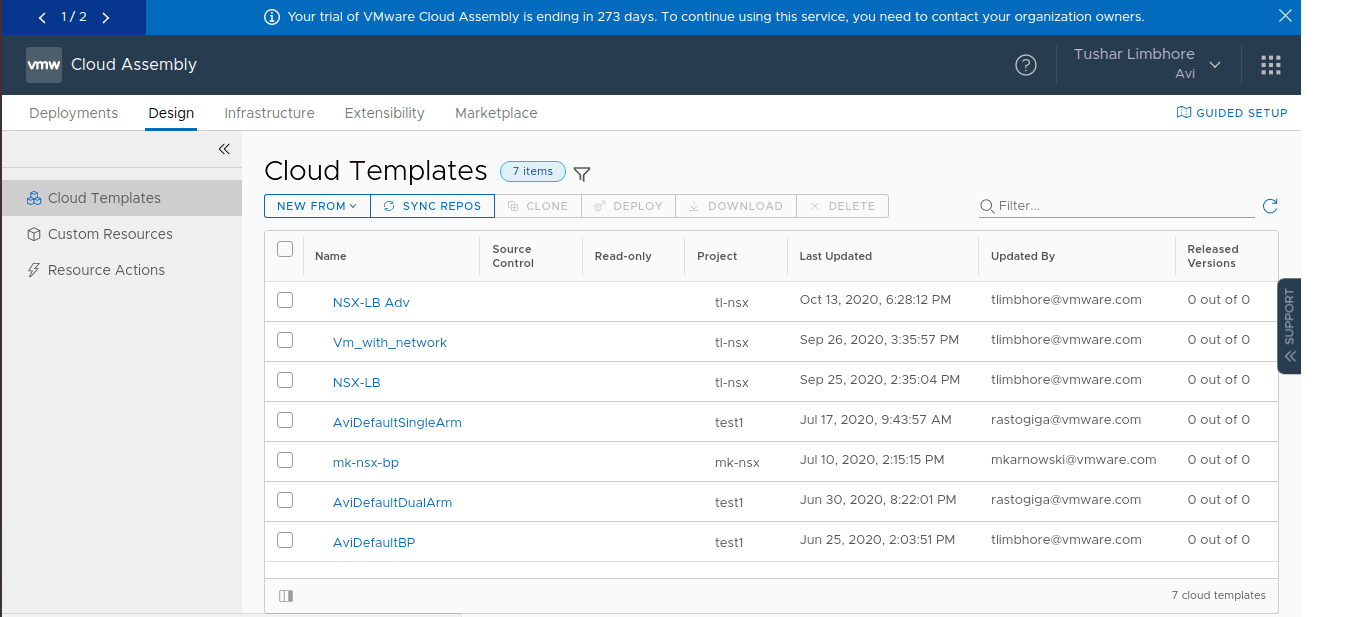 1 / 2
Your trial of VMware Cloud Assembly is ending in 273 days. To continue using this service, you need to contact your organization owners.
vmw Cloud Assembly
Tushar Limbhore
Avi
Deployments Design Infrastructure Extensibility Marketplace GUIDED SETUP
Cloud Templates
Custom Resources
Resource Actions
Cloud Templates 7 items
NEW FROM SYNC REPOS CLONE DEPLOY DOWNLOAD DELETE Filter...
Name Source Control Read-only Project Last Updated Updated By Released Versions
NSX-LB Adv tl-nsx Oct 13, 2020, 6:28:12 PM tlimbhore@vmware.com 0 out of 0
Vm_with_network tl-nsx Sep 26, 2020, 3:35:57 PM tlimbhore@vmware.com 0 out of 0
NSX-LB tl-nsx Sep 25, 2020, 2:35:04 PM tlimbhore@vmware.com 0 out of 0
AviDefaultSingleArm test1 Jul 17, 2020, 9:43:57 AM rastogiga@vmware.com 0 out of 0
mk-nsx-bp mk-nsx Jul 10, 2020, 2:15:15 PM mkarnowski@vmware.com 0 out of 0
AviDefaultDualArm test1 Jun 30, 2020, 8:22:01 PM rastogiga@vmware.com 0 out of 0
AviDefaultBP test1 Jun 25, 2020, 2:03:51 PM tlimbhore@vmware.com 0 out of 0
7 cloud templates
SUPPORT